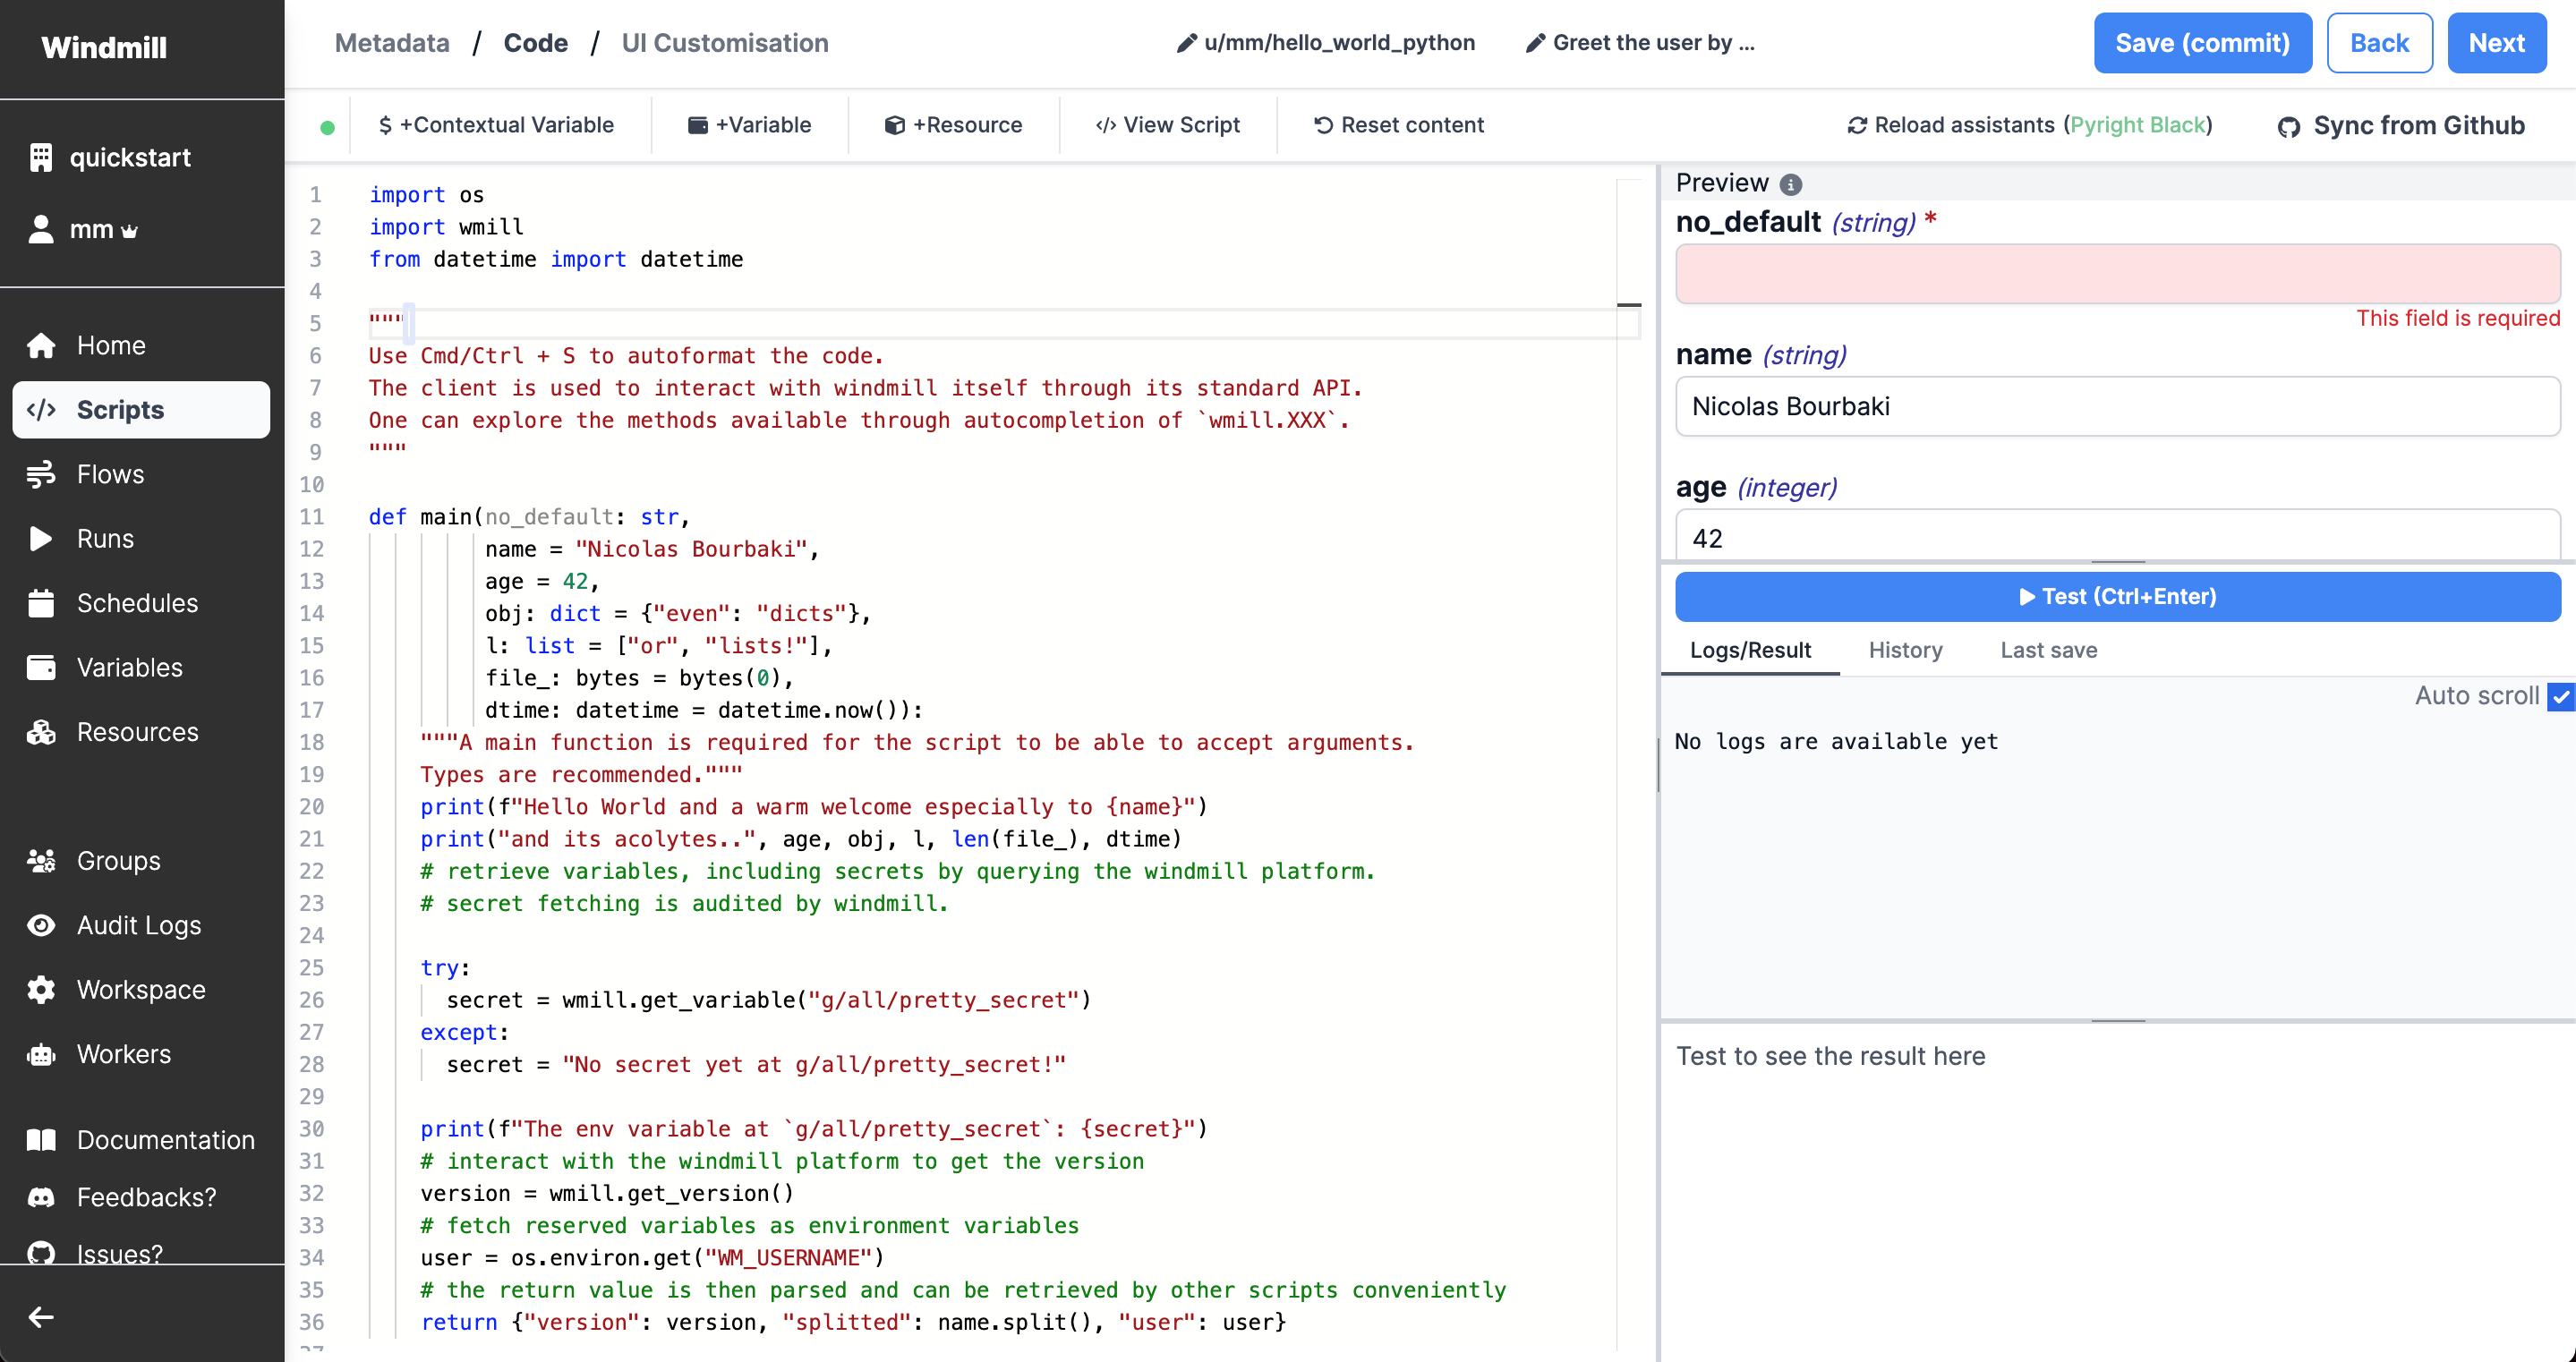 Windmill
quickstart
mm
Home
Scripts
Flows
Runs
Schedules
Variables
Resources
Groups
Audit Logs
Workspace
Workers
Documentation
Feedbacks?
Issues?
Metadata / Code / UI Customisation
u/mm/hello_world_python
Greet the user by ...
Save (commit)
Back
Next
$ +Contextual Variable
+Variable
+Resource
</> View Script
Reset content
Reload assistants (Pyright Black)
Sync from Github
1 import os
2 import wmill
3 from datetime import datetime
4
5 """
6 Use Cmd/Ctrl + S to autoformat the code.
7 The client is used to interact with windmill itself through its standard API.
8 One can explore the methods available through autocompletion of `wmill.XXX`.
9 """
10
11 def main(no_default: str,
12 name = "Nicolas Bourbaki",
13 age = 42,
14 obj: dict = {"even": "dicts"},
15 l: list = ["or", "lists!"],
16 file_: bytes = bytes(0),
17 dtime: datetime = datetime.now()):
18 """A main function is required for the script to be able to accept arguments.
19 Types are recommended."""
20 print(f"Hello World and a warm welcome especially to {name}")
21 print("and its acolytes..", age, obj, l, len(file_), dtime)
22 # retrieve variables, including secrets by querying the windmill platform.
23 # secret fetching is audited by windmill.
24
25 try:
26 secret = wmill.get_variable("g/all/pretty_secret")
27 except:
28 secret = "No secret yet at g/all/pretty_secret!"
29
30 print(f"The env variable at `g/all/pretty_secret`: {secret}")
31 # interact with the windmill platform to get the version
32 version = wmill.get_version()
33 # fetch reserved variables as environment variables
34 user = os.environ.get("WM_USERNAME")
35 # the return value is then parsed and can be retrieved by other scripts conveniently
36 return {"version": version, "splitted": name.split(), "user": user}
37
Preview
no_default (string) *
This field is required
name (string)
Nicolas Bourbaki
age (integer)
42
Test (Ctrl+Enter)
Logs/Result
History
Last save
Auto scroll
No logs are available yet
Test to see the result here